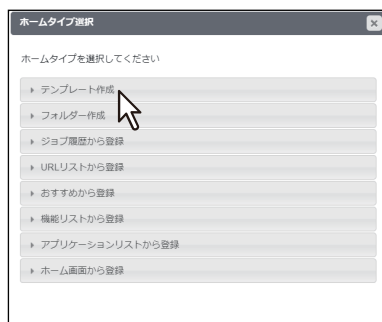 ホームタイプ選択
ホームタイプを選択してください
テンプレート作成
フォルダー作成
ジョブ履歴から登録
URLリストから登録
おすすめから登録
機能リストから登録
アプリケーションリストから登録
ホーム画面から登録